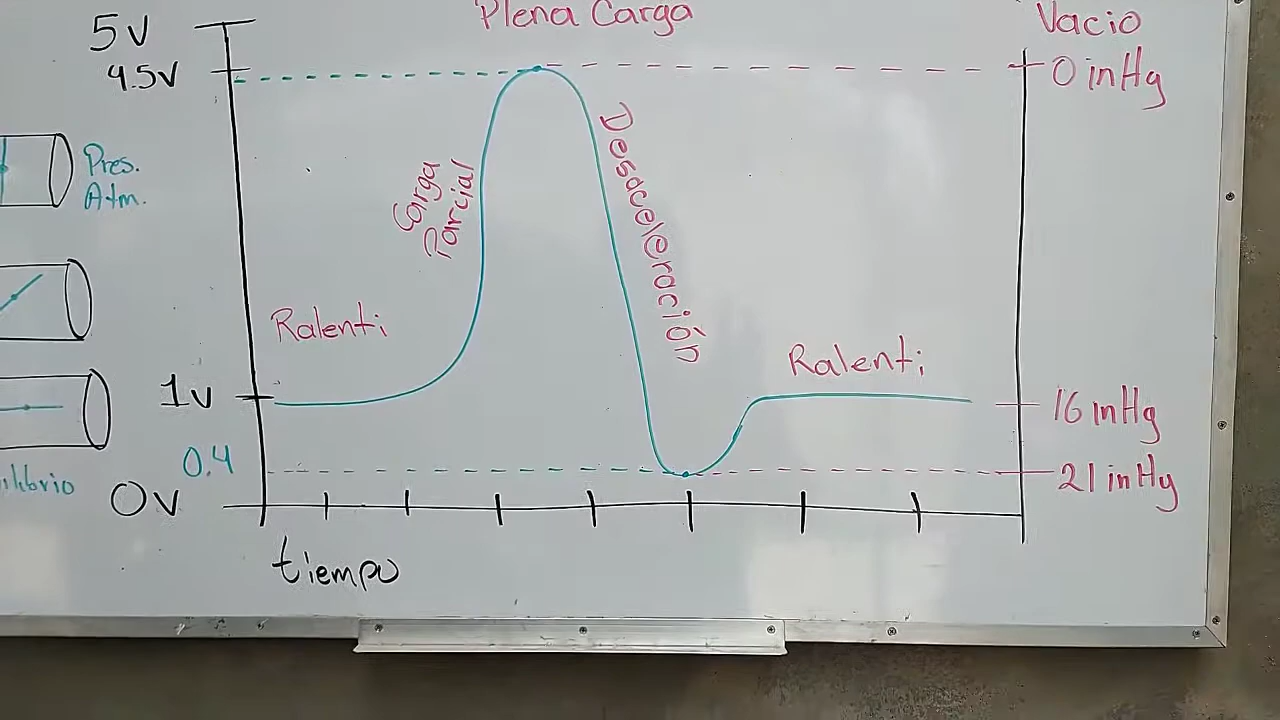 Plena Carga
Vacio
5V
4.5V
0 inHg
Pres.
Atm.
Carga
Parcial
Desaceleración
Ralenti
Ralenti
1v
16 inHg
0.4
21 inHg
0v
tiempo